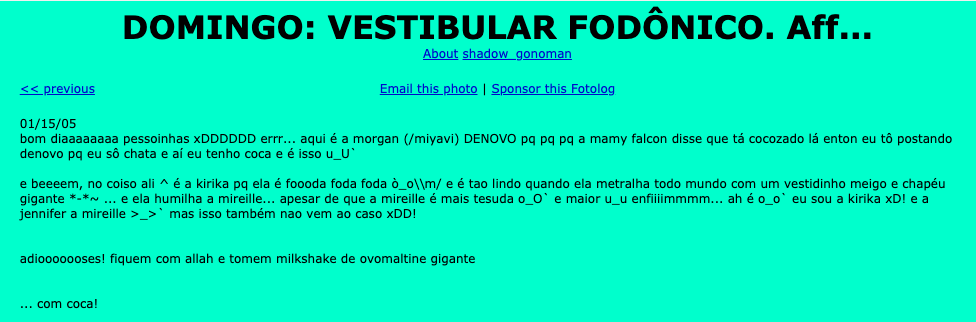 DOMINGO: VESTIBULAR FODÔNICO. Aff...
About shadow_gonoman
<< previous Email this photo | Sponsor this Fotolog
01/15/05
bom diaaaaaaaa pessoinhas xDDDDDD errr... aqui é a morgan (/miyavi) DENOVO pq pq pq a mamy falcon disse que tá cocozado lá enton eu tô postando
denovo pq eu sô chata e aí eu tenho coca e é isso u_U`
e beeeem, no coiso ali ^ é a kirika pq ela é foooda foda foda ò_o\\m/ e é tao lindo quando ela metralha todo mundo com um vestidinho meigo e chapéu
gigante *-*~ ... e ela humilha a mireille... apesar de que a mireille é mais tesuda o_O` e maior u_u enfiiiimmmm... ah é o_o` eu sou a kirika xD! e a
jennifer a mireille >_>` mas isso também nao vem ao caso xDD!
adioooooooses! fiquem com allah e tomem milkshake de ovomaltine gigante
... com coca!